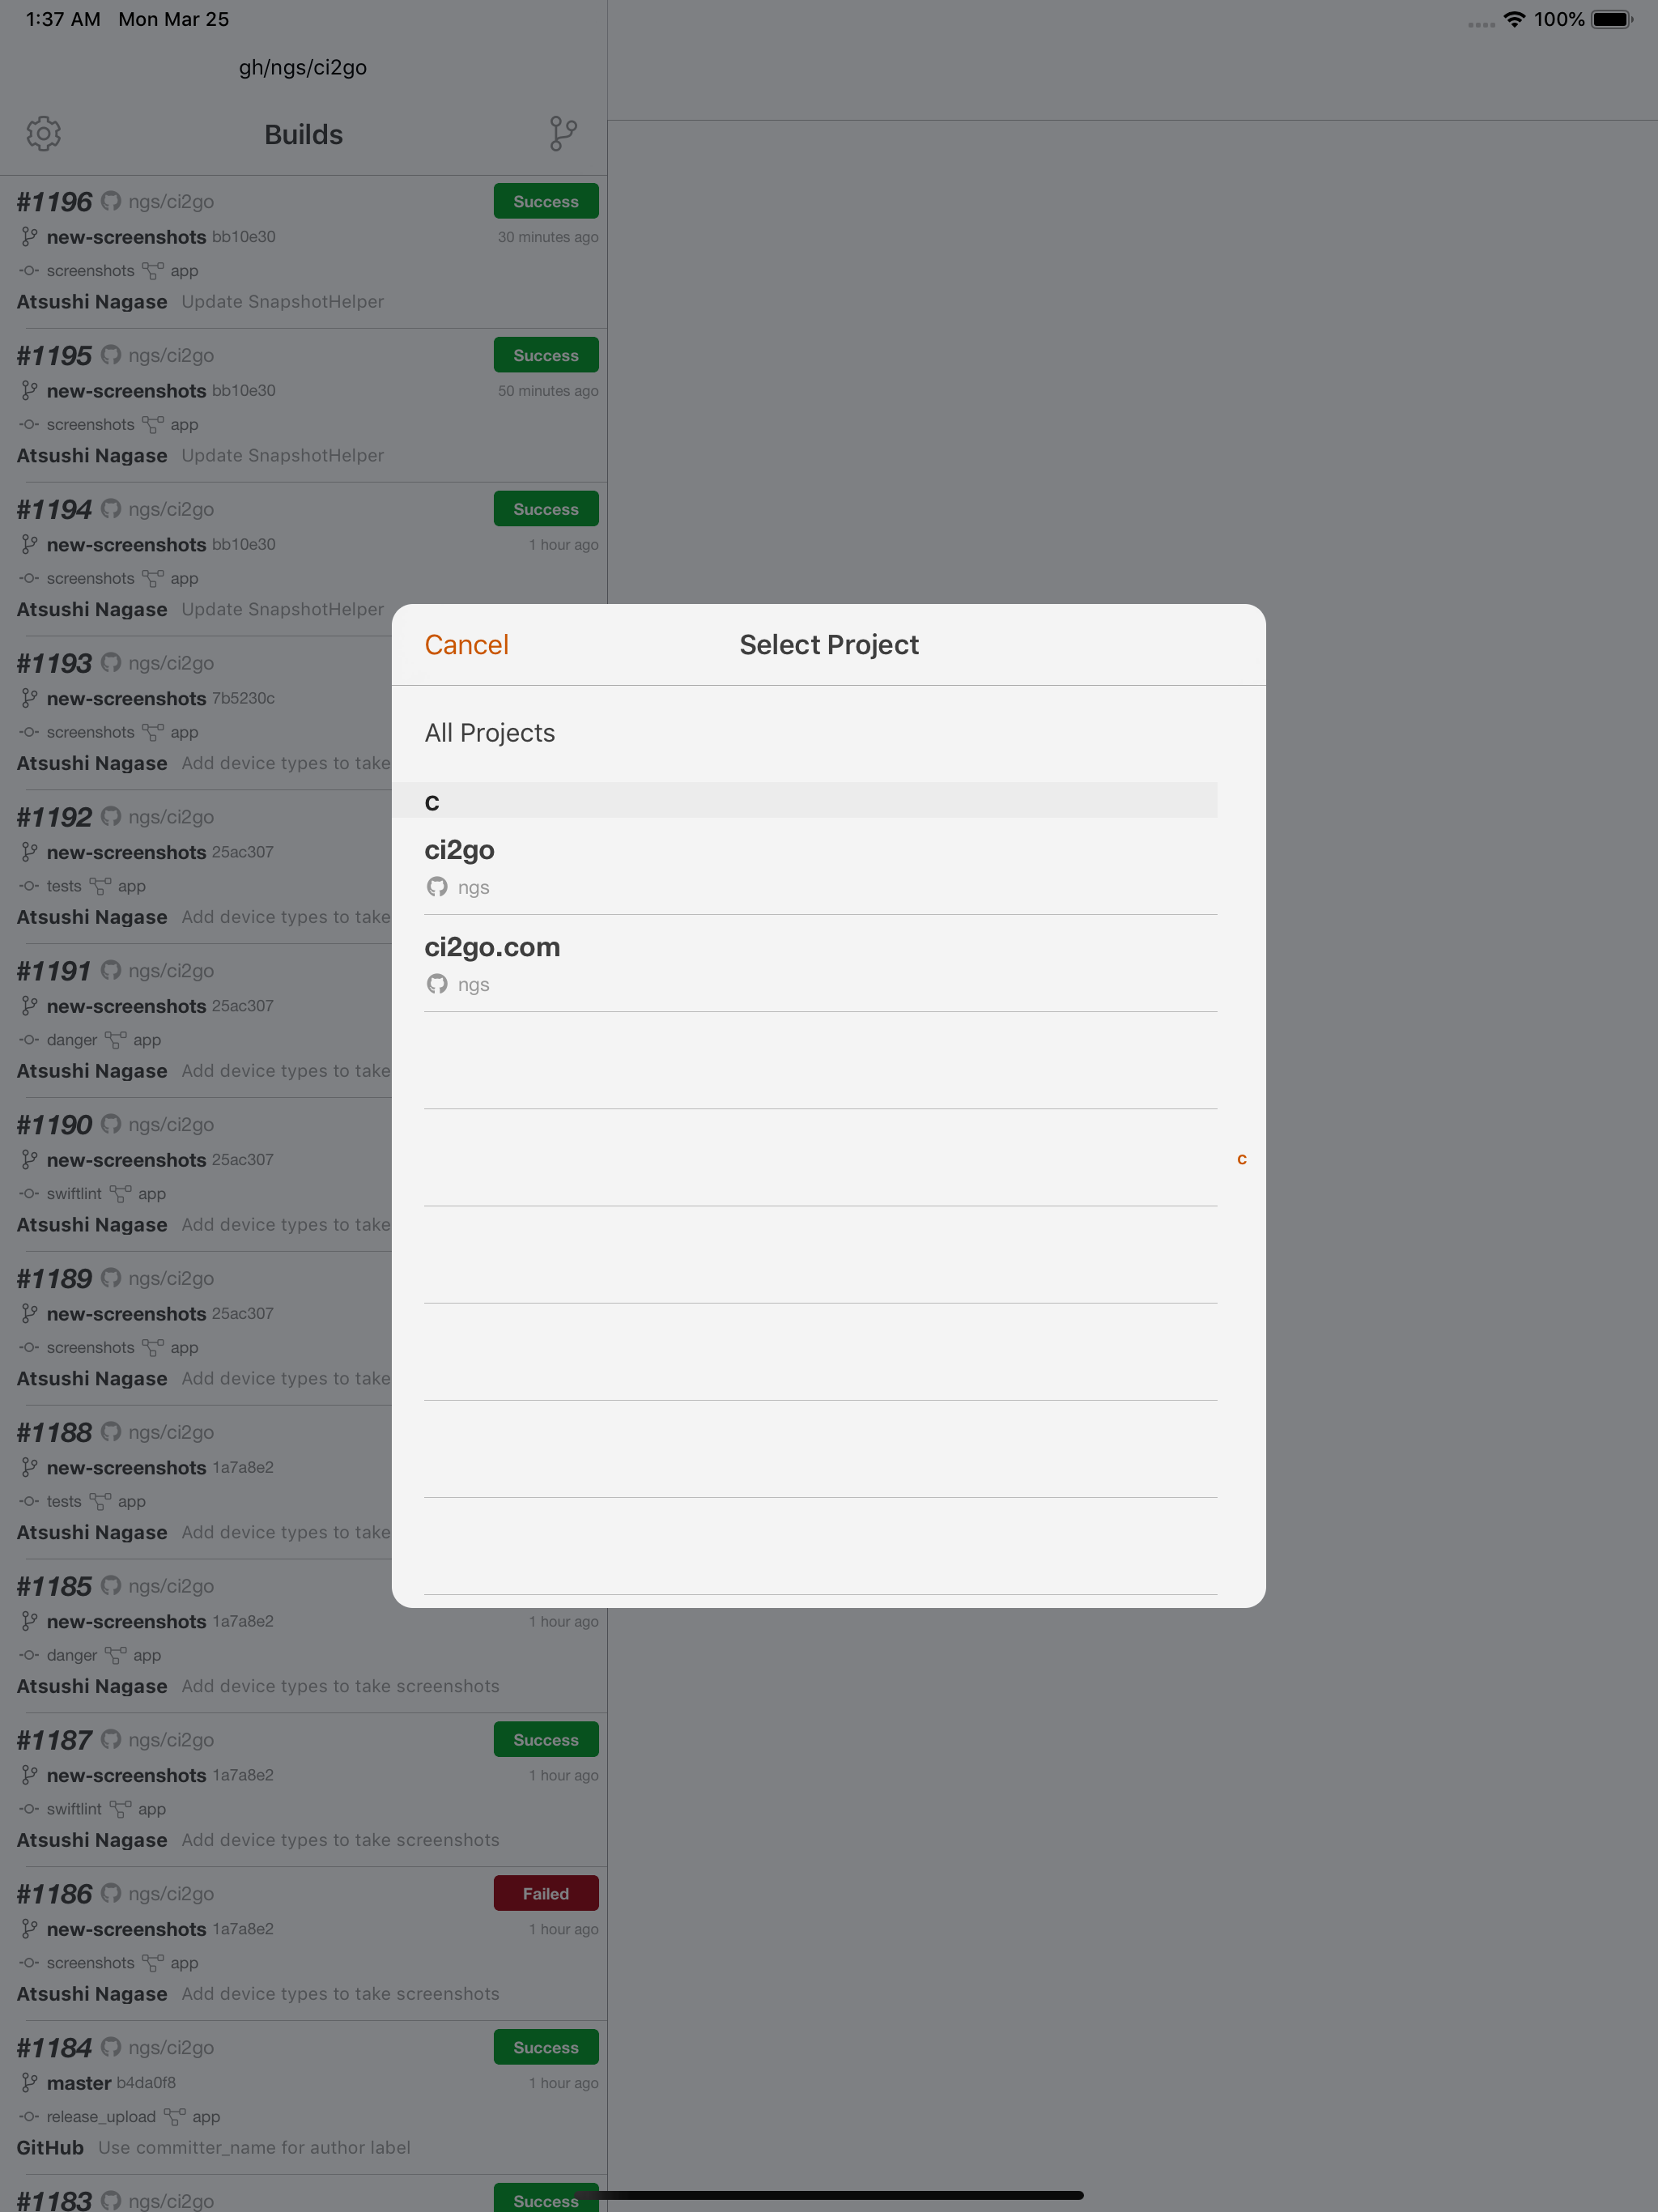 1:37 AM Mon Mar 25
100%
gh/ngs/ci2go
Builds
#1196 ngs/ci2go Success
new-screenshots bb10e30 30 minutes ago
screenshots app
Atsushi Nagase Update SnapshotHelper
#1195 ngs/ci2go Success
new-screenshots bb10e30 50 minutes ago
screenshots app
Atsushi Nagase Update SnapshotHelper
#1194 ngs/ci2go Success
new-screenshots bb10e30 1 hour ago
screenshots app
Atsushi Nagase Update SnapshotHelper
#1193 ngs/ci2go
new-screenshots 7b5230c
screenshots app
Atsushi Nagase Add device types to take
#1192 ngs/ci2go
new-screenshots 25ac307
tests app
Atsushi Nagase Add device types to take
#1191 ngs/ci2go
new-screenshots 25ac307
danger app
Atsushi Nagase Add device types to take
#1190 ngs/ci2go
new-screenshots 25ac307
swiftlint app
Atsushi Nagase Add device types to take
#1189 ngs/ci2go
new-screenshots 25ac307
screenshots app
Atsushi Nagase Add device types to take
#1188 ngs/ci2go
new-screenshots 1a7a8e2
tests app
Atsushi Nagase Add device types to take
#1185 ngs/ci2go
new-screenshots 1a7a8e2 1 hour ago
danger app
Atsushi Nagase Add device types to take screenshots
#1187 ngs/ci2go Success
new-screenshots 1a7a8e2 1 hour ago
swiftlint app
Atsushi Nagase Add device types to take screenshots
#1186 ngs/ci2go Failed
new-screenshots 1a7a8e2 1 hour ago
screenshots app
Atsushi Nagase Add device types to take screenshots
#1184 ngs/ci2go Success
master b4da0f8 1 hour ago
release_upload app
GitHub Use committer_name for author label
#1183 ngs/ci2go Success
Cancel Select Project
All Projects
c
ci2go
ngs
ci2go.com
ngs
c